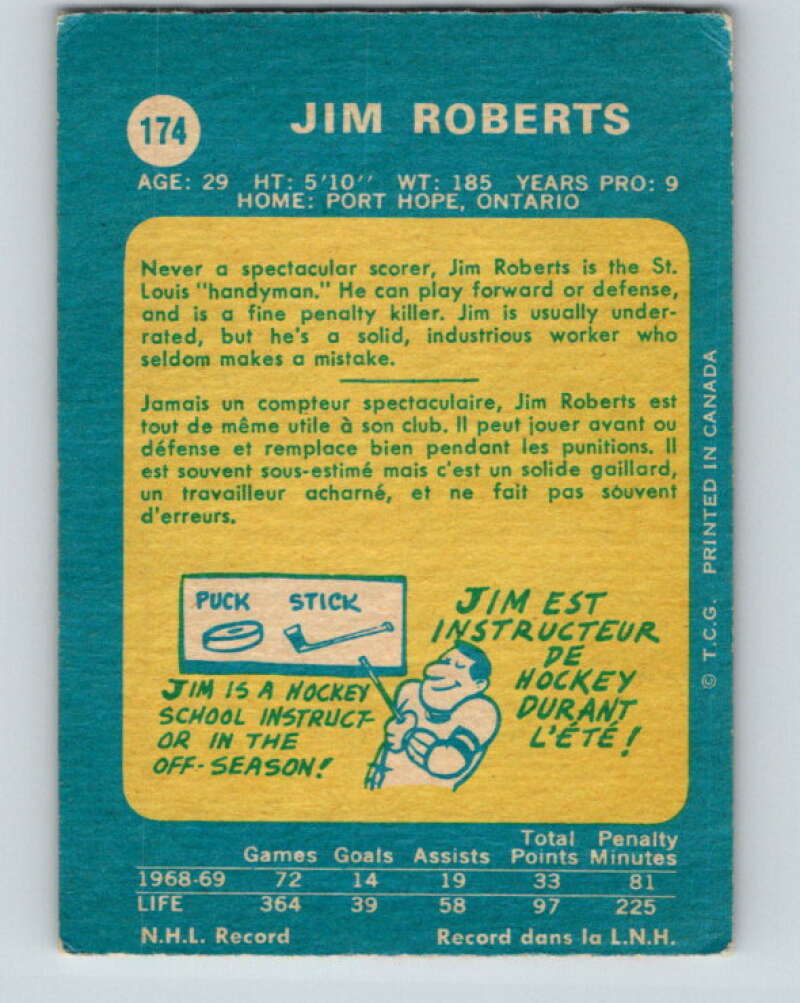 174
JIM ROBERTS
AGE: 29 HT: 5'10'' WT: 185 YEARS PRO: 9
HOME: PORT HOPE, ONTARIO
Never a spectacular scorer, Jim Roberts is the St.
Louis "handyman." He can play forward or defense,
and is a fine penalty killer. Jim is usually under-
rated, but he's a solid, industrious worker who
seldom makes a mistake.
Jamais un compteur spectaculaire, Jim Roberts est
tout de même utile à son club. Il peut jouer avant ou
défense et remplace bien pendant les punitions. Il
est souvent sous-estimé mais c'est un solide gaillard,
un travailleur acharné, et ne fait pas souvent
d'erreurs.
PUCK STICK
JIM IS A HOCKEY
SCHOOL INSTRUCT-
OR IN THE
OFF-SEASON!
JIM EST
INSTRUCTEUR
DE
HOCKEY
DURANT
L'ÉTÉ!
Total Penalty
Games Goals Assists Points Minutes
1968-69 72 14 19 33 81
LIFE 364 39 58 97 225
N.H.L. Record Record dans la L.N.H.
© T.C.G. PRINTED IN CANADA